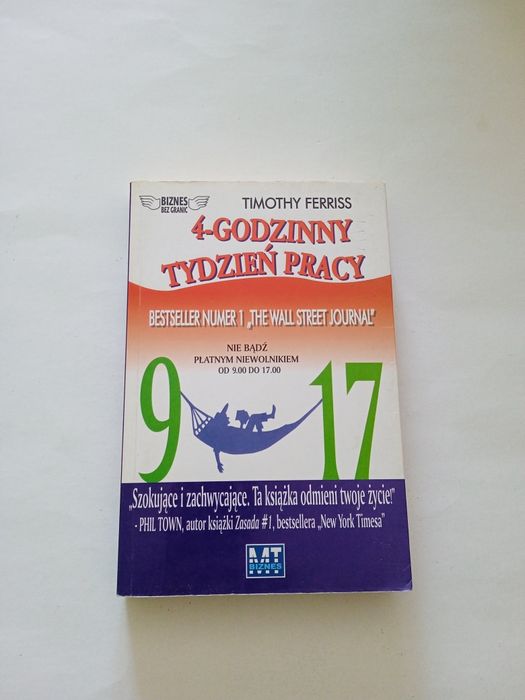 BIZNES
BEZ GRANIC
TIMOTHY FERRISS
4-GODZINNY
TYDZIEŃ PRACY
BESTSELLER NUMER 1 „THE WALL STREET JOURNAL”
NIE BĄDŹ
PŁATNYM NIEWOLNIKIEM
OD 9.00 DO 17.00
9 17
„Szokujące i zachwycające. Ta książka odmieni twoje życie!”
- PHIL TOWN, autor książki Zasada #1, bestsellera „New York Timesa”
MT
BIZNES